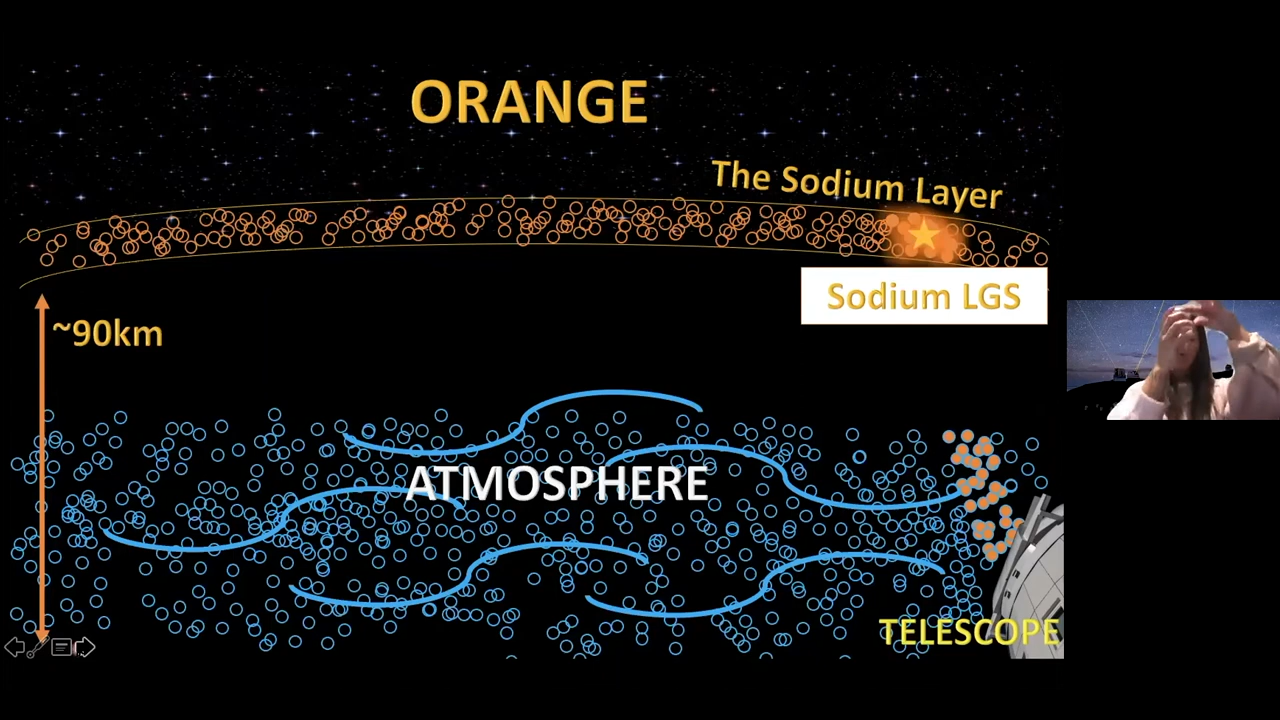 ORANGE
The Sodium Layer
Sodium LGS
~90km
ATMOSPHERE
TELESCOPE